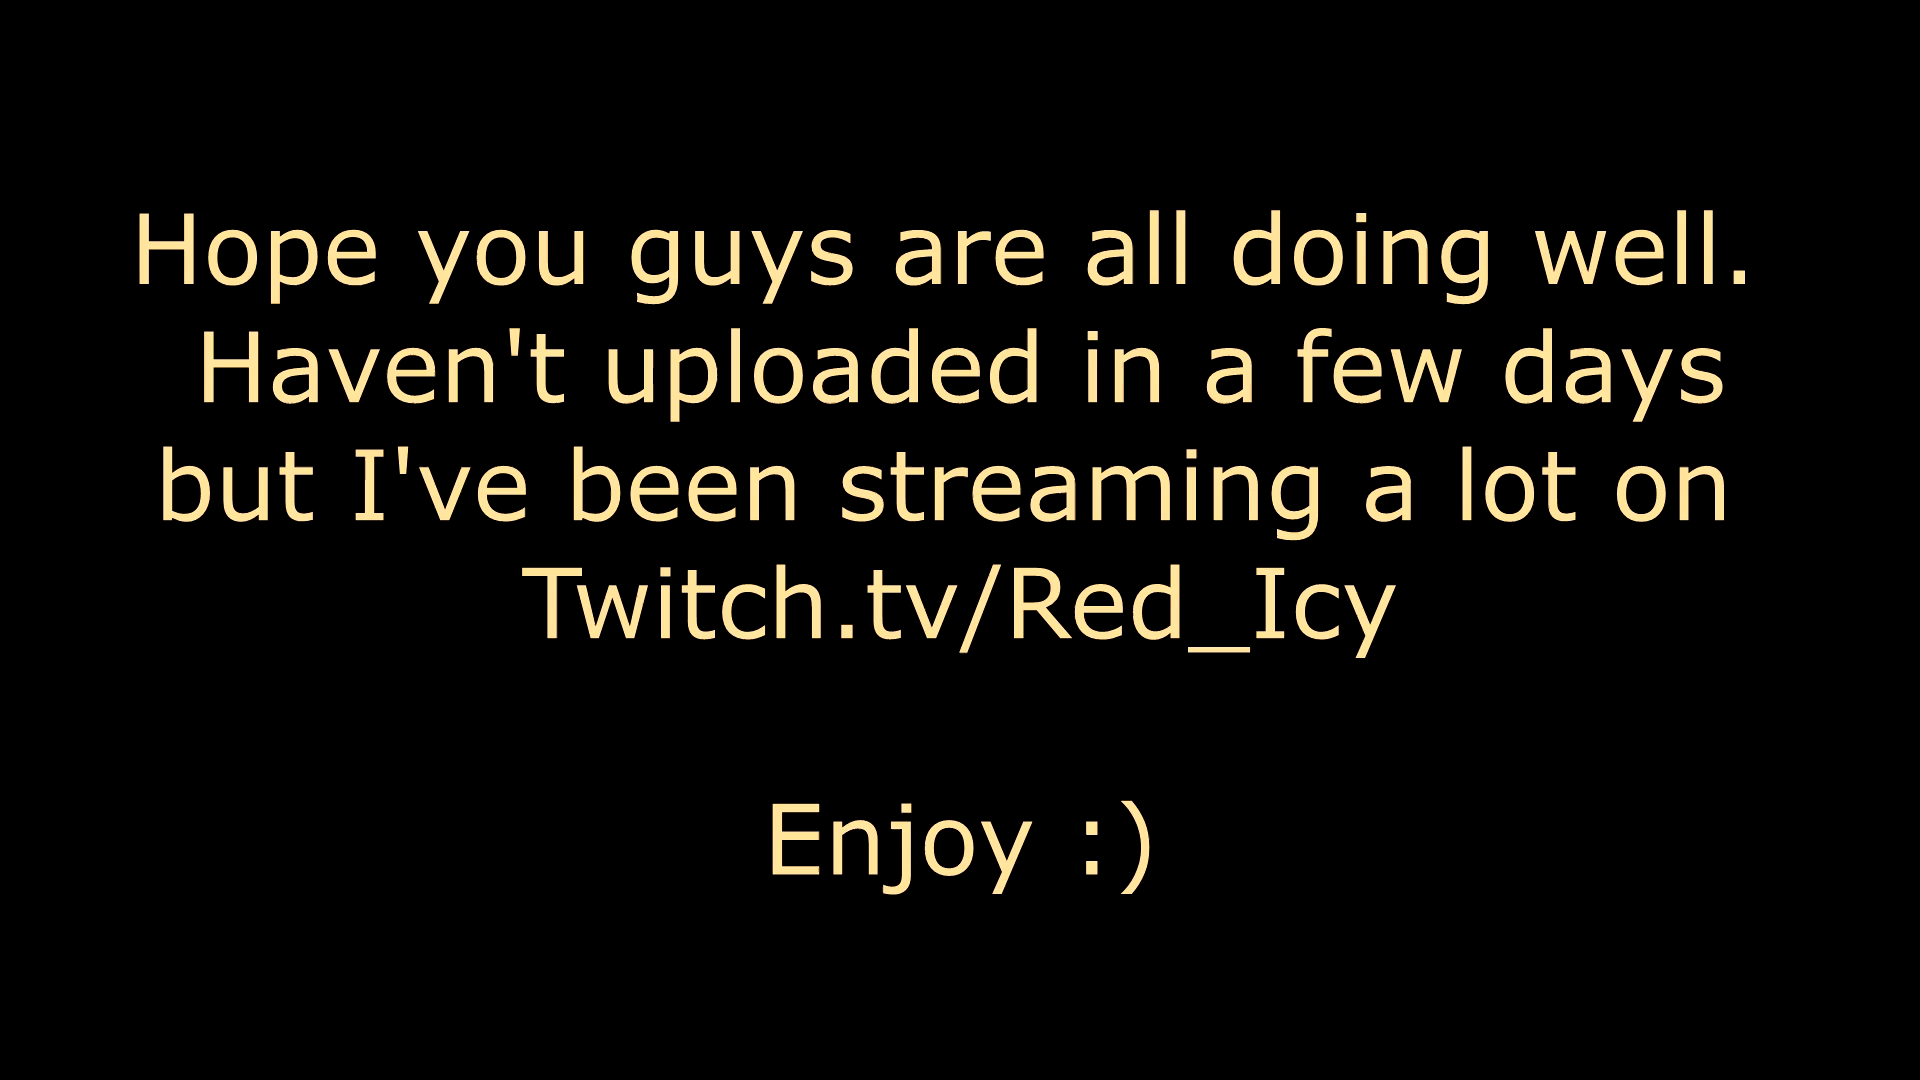 Hope you guys are all doing well.
Haven't uploaded in a few days
but I've been streaming a lot on
Twitch.tv/Red_Icy
Enjoy :)